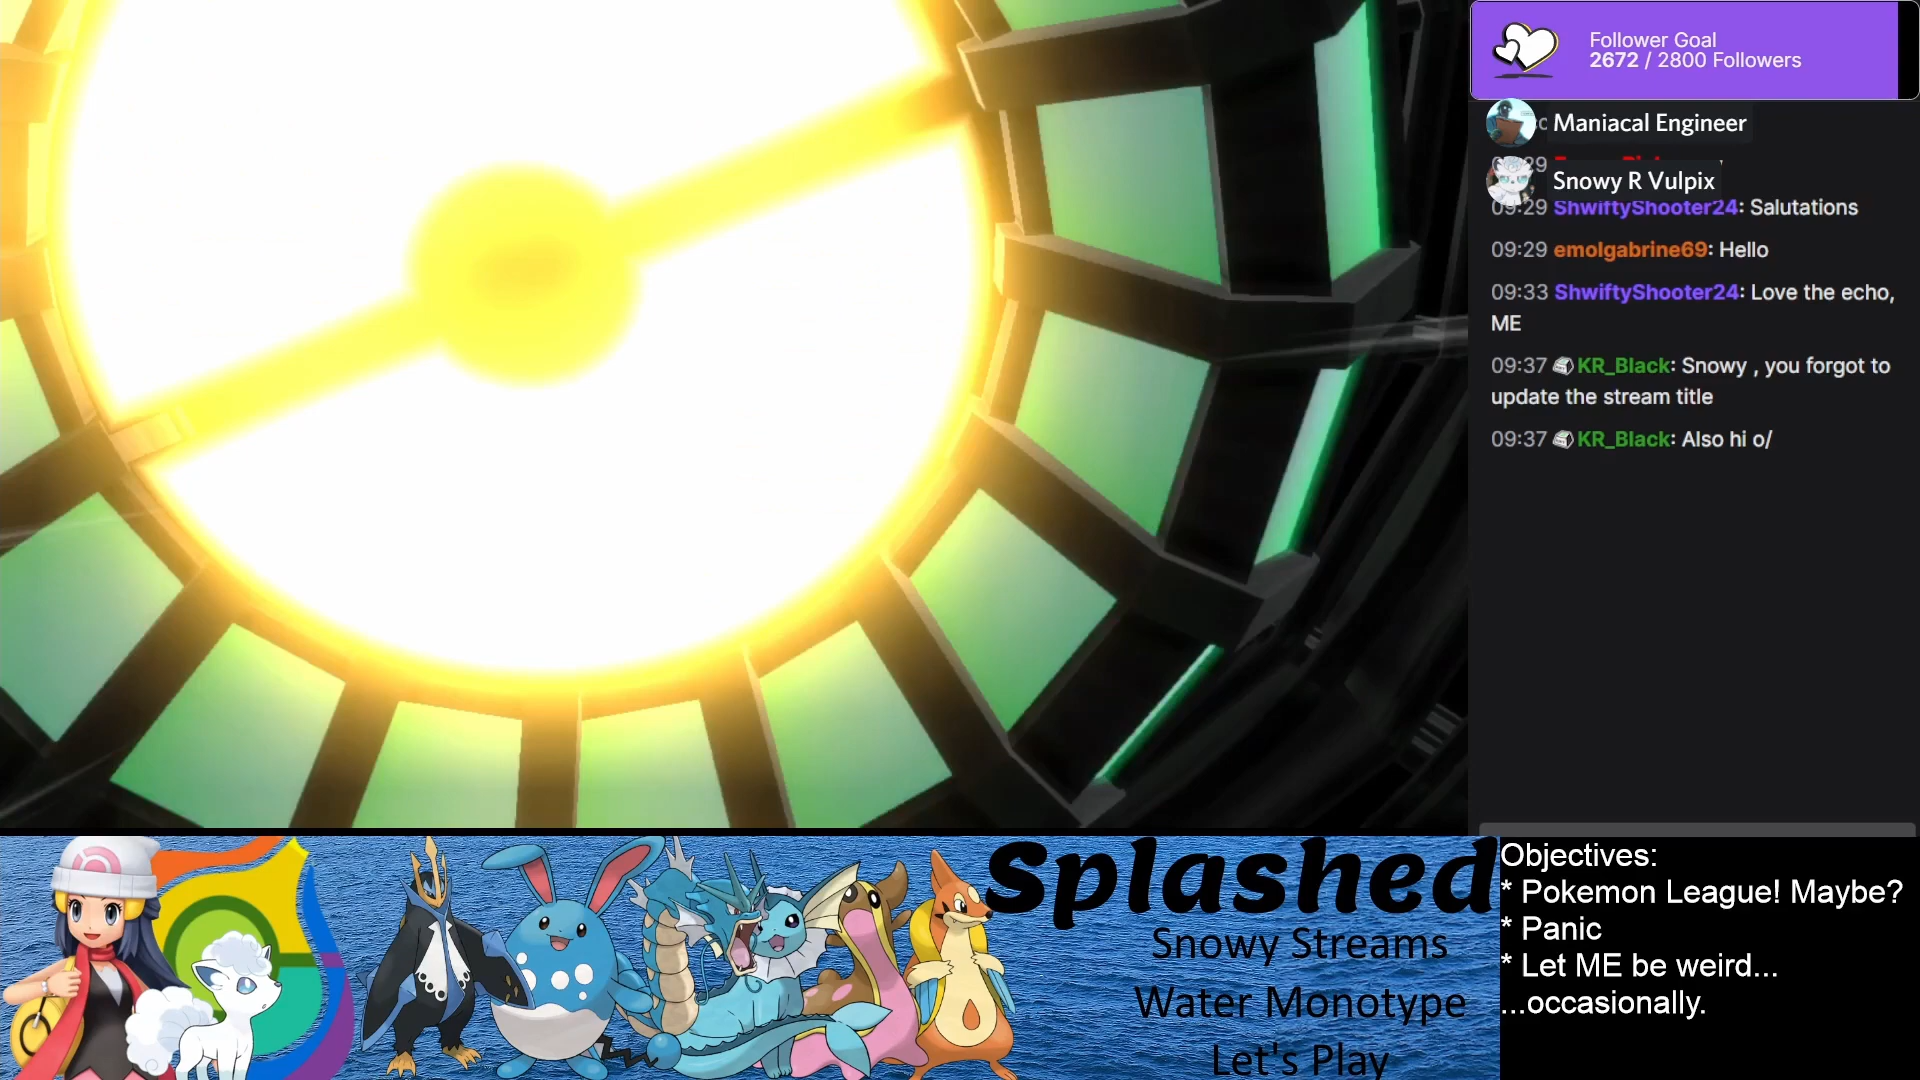 Follower Goal
2672 / 2800 Followers
Maniacal Engineer
Snowy R Vulpix
09:29 ShwiftyShooter24: Salutations
09:29 emolgabrine69: Hello
09:33 ShwiftyShooter24: Love the echo,
ME
09:37 KR_Black: Snowy , you forgot to
update the stream title
09:37 KR_Black: Also hi o/
Splashed
Snowy Streams
Water Monotype
Let's Play
Objectives:
* Pokemon League! Maybe?
* Panic
* Let ME be weird...
...occasionally.